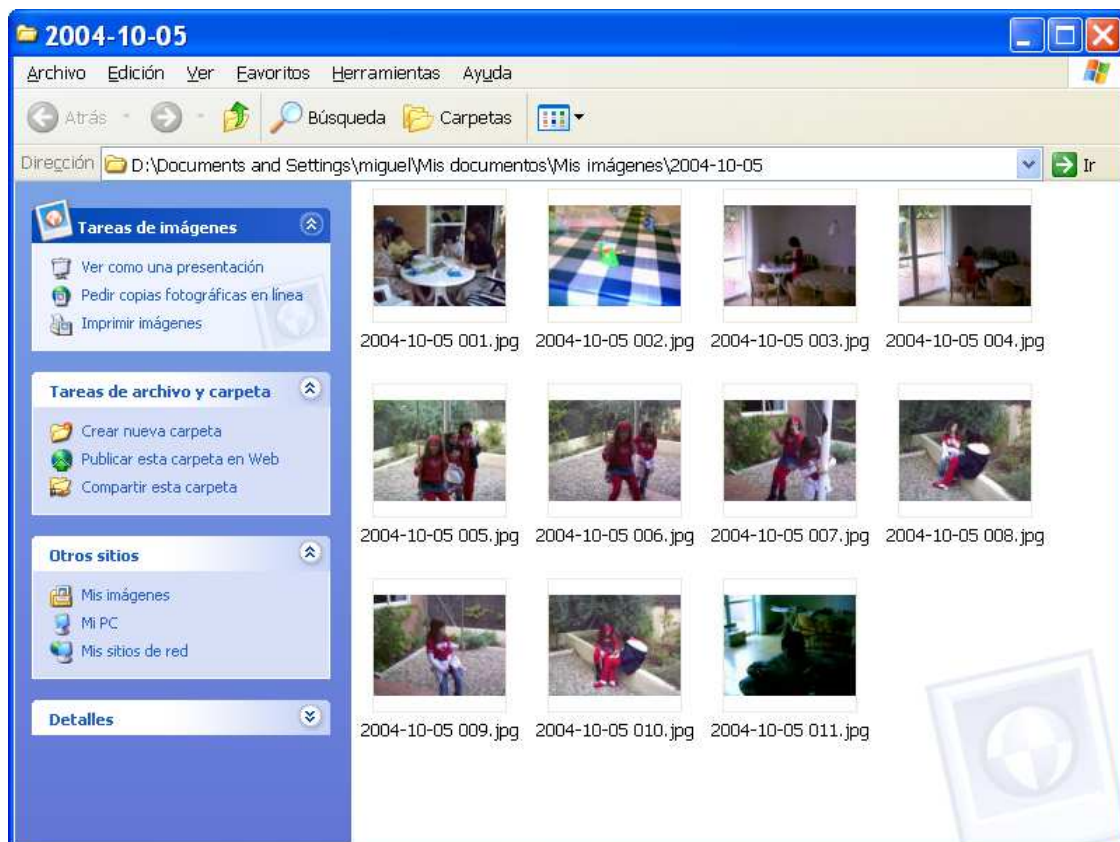 2004-10-05
Archivo Edición Ver Favoritos Herramientas Ayuda
Atrás Búsqueda Carpetas
Dirección D:\Documents and Settings\miguel\Mis documentos\Mis imágenes\2004-10-05 Ir
Tareas de imágenes
Ver como una presentación
Pedir copias fotográficas en línea
Imprimir imágenes
Tareas de archivo y carpeta
Crear nueva carpeta
Publicar esta carpeta en Web
Compartir esta carpeta
Otros sitios
Mis imágenes
Mi PC
Mis sitios de red
Detalles
2004-10-05 001.jpg 2004-10-05 002.jpg 2004-10-05 003.jpg 2004-10-05 004.jpg
2004-10-05 005.jpg 2004-10-05 006.jpg 2004-10-05 007.jpg 2004-10-05 008.jpg
2004-10-05 009.jpg 2004-10-05 010.jpg 2004-10-05 011.jpg